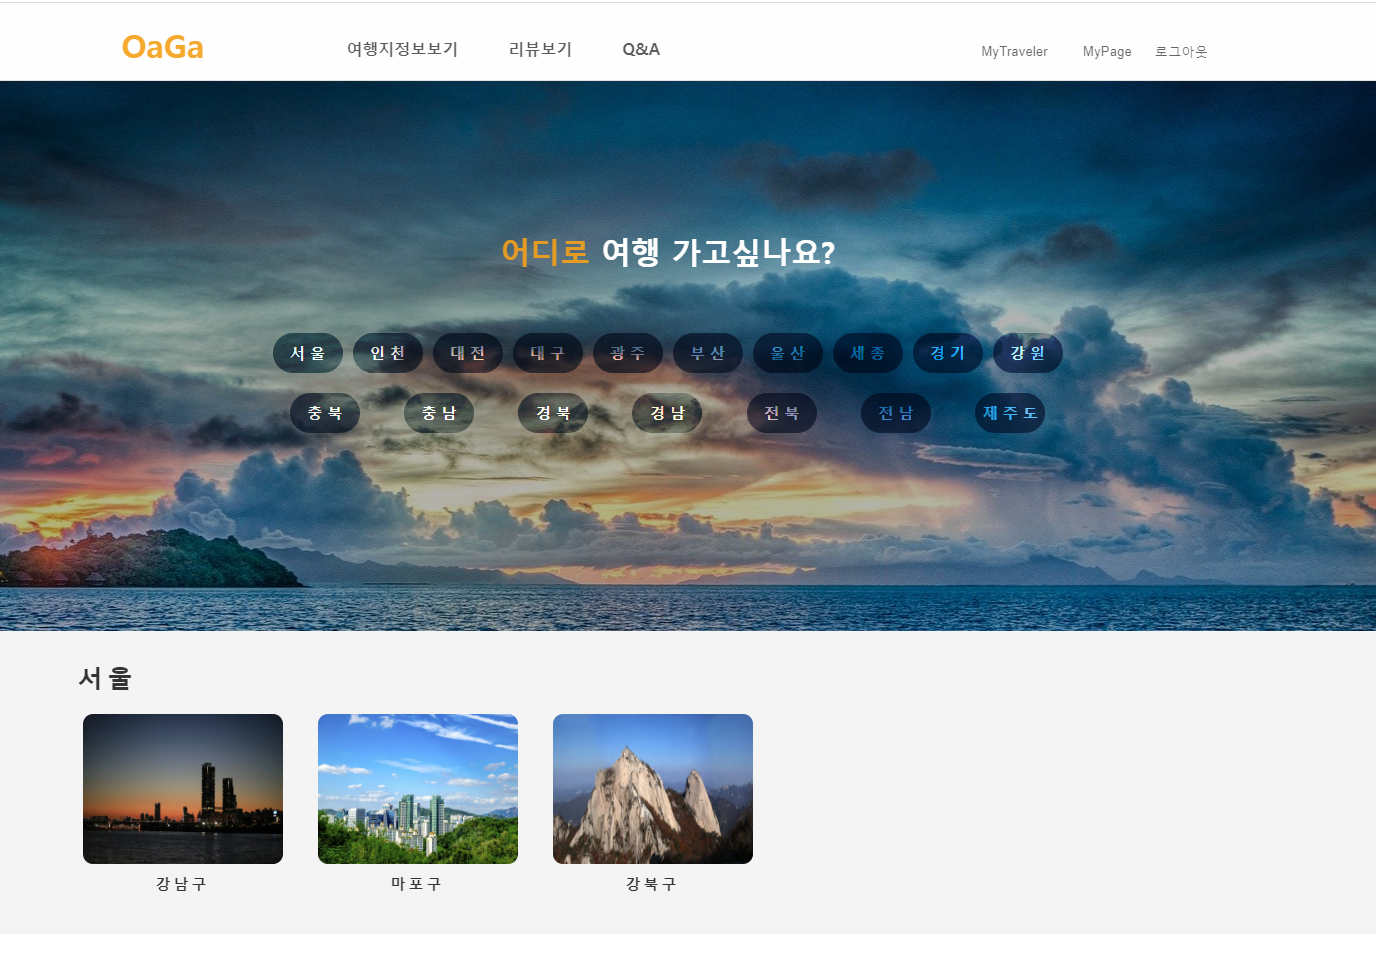 OaGa 여행지정보보기 리뷰보기 Q&A MyTraveler MyPage 로그아웃
어디로 여행 가고싶나요?
서 울 인 천 대 전 대 구 광 주 부 산 울 산 세 종 경 기 강 원
충 북 충 남 경 북 경 남 전 북 전 남 제 주 도
서 울
강 남 구 마 포 구 강 북 구